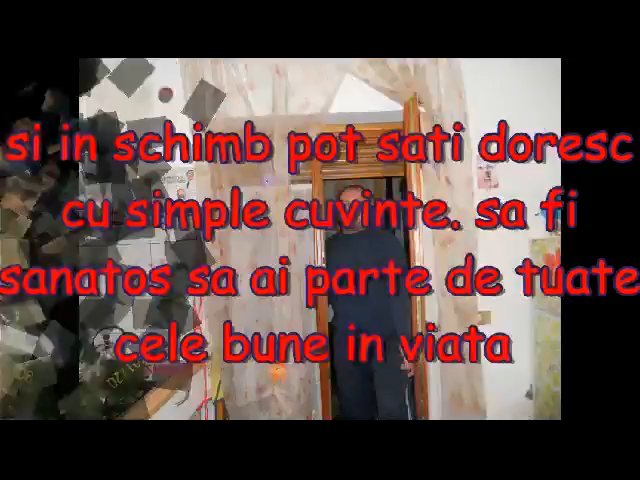 si in schimb pot sati doresc
cu simple cuvinte. sa fi
sanatos sa ai parte de tuate
cele bune in viata